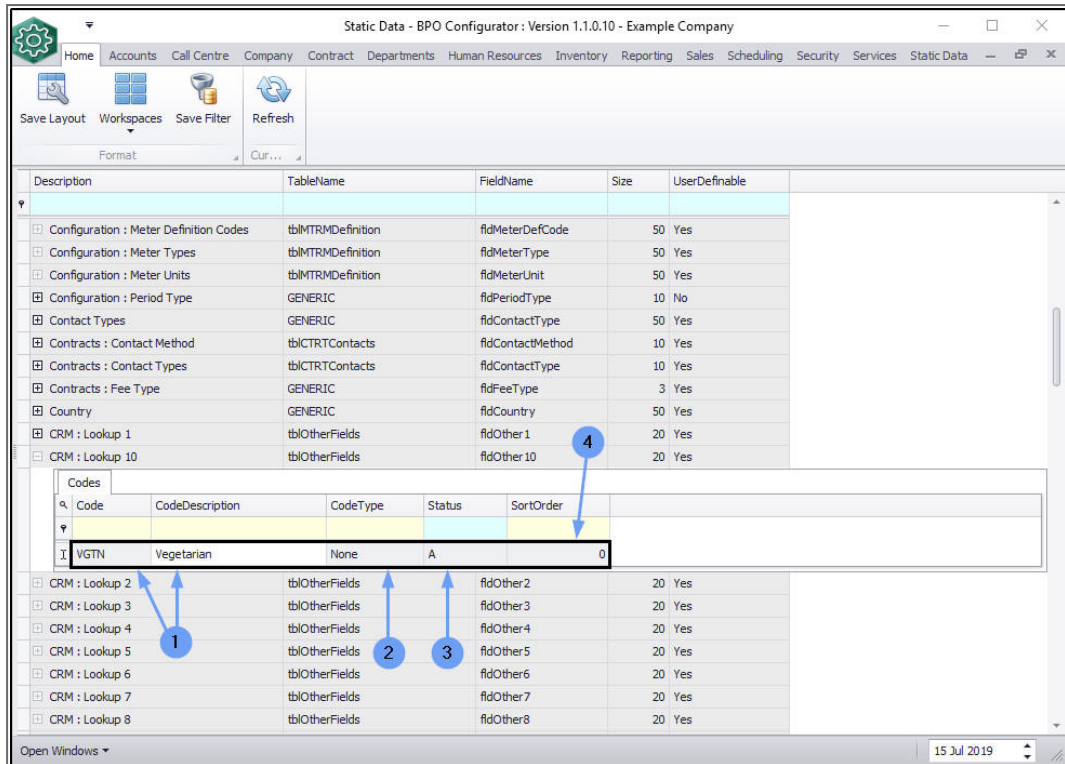 Static Data - BPO Configurator : Version 1.1.0.10 - Example Company
Home Accounts Call Centre Company Contract Departments Human Resources Inventory Reporting Sales Scheduling Security Services Static Data
Save Layout Workspaces Save Filter Refresh
Format Cur...
Description TableName FieldName Size UserDefinable
Configuration : Meter Definition Codes tblMTRMDefinition fldMeterDefCode 50 Yes
Configuration : Meter Types tblMTRMDefinition fldMeterType 50 Yes
Configuration : Meter Units tblMTRMDefinition fldMeterUnit 50 Yes
Configuration : Period Type GENERIC fldPeriodType 10 No
Contact Types GENERIC fldContactType 50 Yes
Contracts : Contact Method tblCTRTContacts fldContactMethod 10 Yes
Contracts : Contact Types tblCTRTContacts fldContactType 10 Yes
Contracts : Fee Type GENERIC fldFeeType 3 Yes
Country GENERIC fldCountry 50 Yes
CRM : Lookup 1 tblOtherFields fldOther1 20 Yes
4
CRM : Lookup 10 tblOtherFields fldOther10 20 Yes
Codes
Code CodeDescription CodeType Status SortOrder
VGTN Vegetarian None A 0
CRM : Lookup 2 tblOtherFields fldOther2 20 Yes
CRM : Lookup 3 tblOtherFields fldOther3 20 Yes
CRM : Lookup 4 tblOtherFields fldOther4 20 Yes
1 2 3
CRM : Lookup 5 tblOtherFields fldOther5 20 Yes
CRM : Lookup 6 tblOtherFields fldOther6 20 Yes
CRM : Lookup 7 tblOtherFields fldOther7 20 Yes
CRM : Lookup 8 tblOtherFields fldOther8 20 Yes
Open Windows 15 Jul 2019